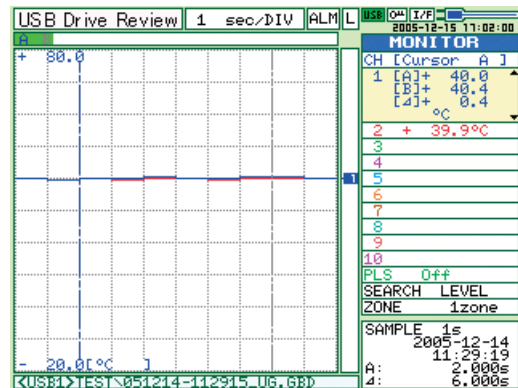 USB Drive Review 1 sec/DIV ALM L USB I/F
2005-12-15 17:02:00
A
MONITOR
+ 80.0
CH [Cursor A ]
1 [A]+ 40.0
[B]+ 40.4
[⊿]+ 0.4
°C
2 + 39.9°C
3
4
1
5
6
7
8
9
10
PLS Off
SEARCH LEVEL
ZONE 1zone
SAMPLE 1s
2005-12-14
11:29:19
- 20.0[°C ]
A: 2.000s
⊿: 6.000s
<USB1>TEST\051214-112915_UG.GBD